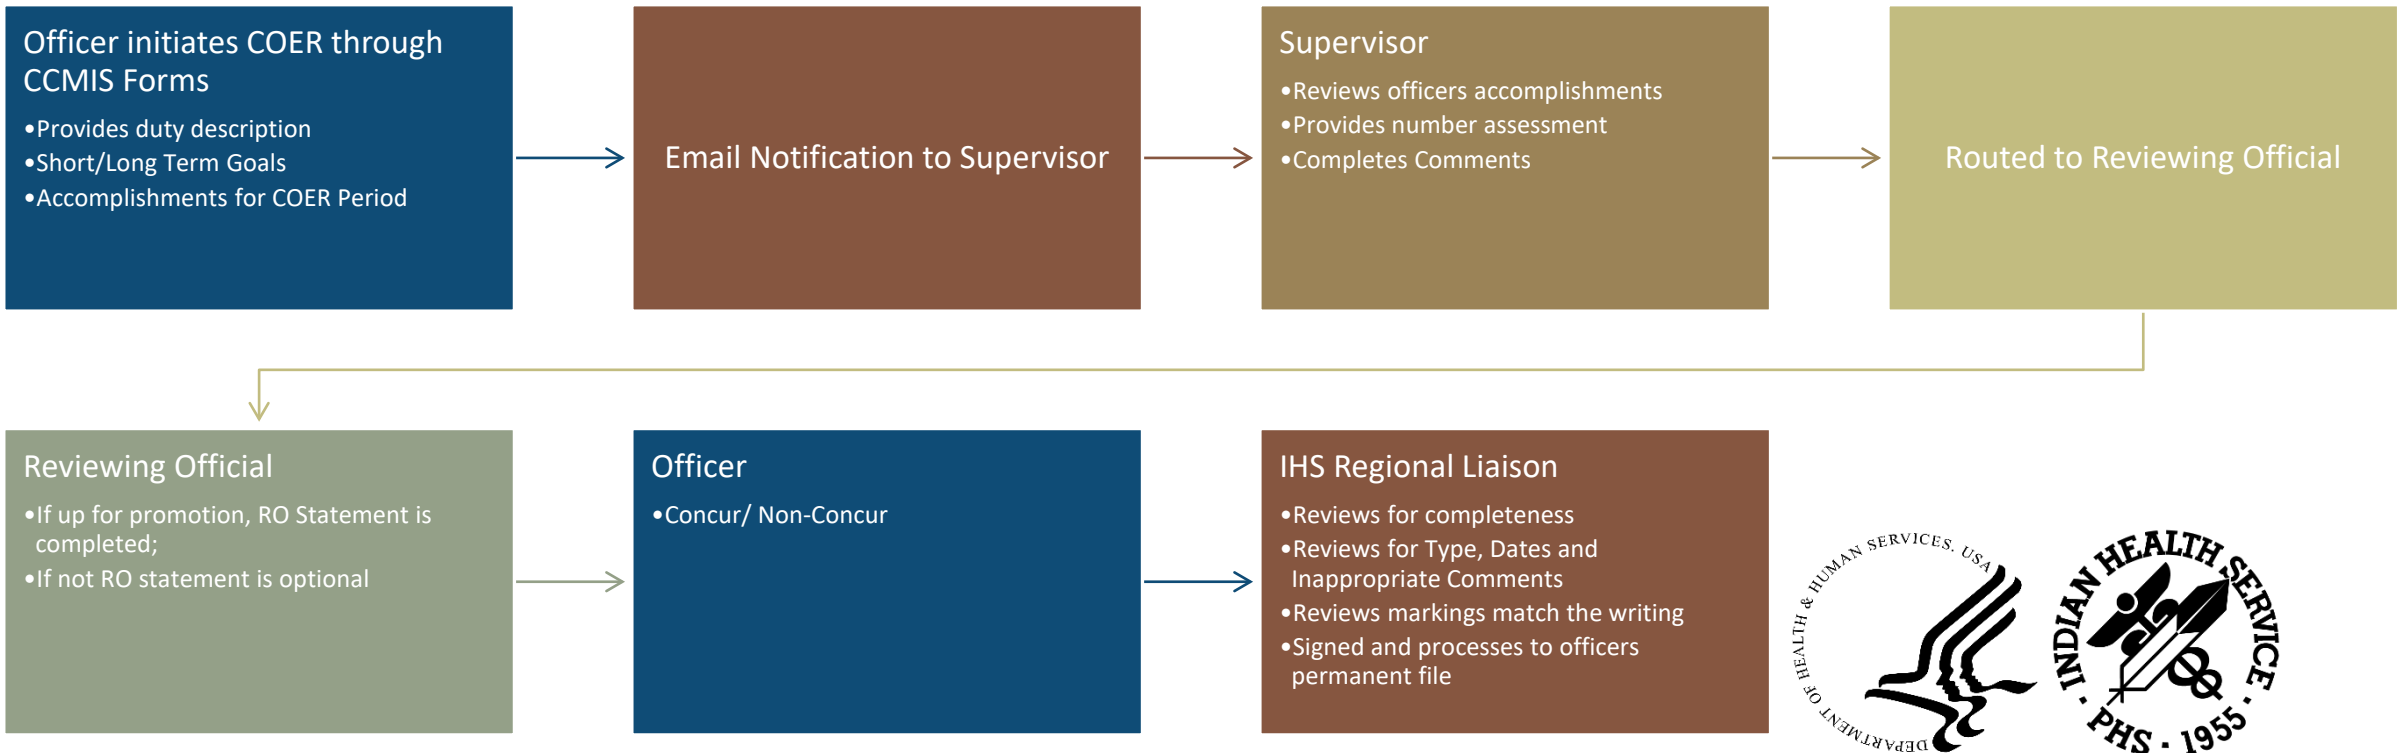 Officer initiates COER through
CCMIS Forms
•Provides duty description
•Short/Long Term Goals
•Accomplishments for COER Period
Email Notification to Supervisor
Supervisor
•Reviews officers accomplishments
•Provides number assessment
•Completes Comments
Routed to Reviewing Official
Reviewing Official
•If up for promotion, RO Statement is
completed;
•If not RO statement is optional
Officer
•Concur/ Non-Concur
IHS Regional Liaison
•Reviews for completeness
•Reviews for Type, Dates and
Inappropriate Comments
•Reviews markings match the writing
•Signed and processes to officers
permanent file
DEPARTMENT OF HEALTH & HUMAN SERVICES. USA
INDIAN HEALTH SERVICE · PHS · 1955 ·